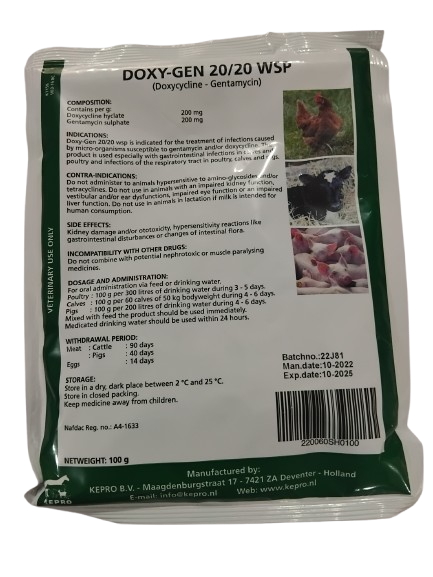 DOXY-GEN 20/20 WSP
(Doxycycline - Gentamycin)
COMPOSITION:
Contains per g:
Doxycycline hyclate 200 mg
Gentamycin sulphate 200 mg
INDICATIONS:
Doxy-Gen 20/20 wsp is indicated for the treatment of infections caused
by micro-organisms susceptible to gentamycin and/or doxycycline. The
product is used especially with gastrointestinal infections in calves and
poultry and infections of the respiratory tract in poultry, calves and pigs.
CONTRA-INDICATIONS:
Do not administer to animals hypersensitive to amino-glycosides and/or
tetracyclines. Do not use in animals with an impaired kidney function,
vestibular and/or ear dysfunctions, impaired eye function or an impaired
liver function. Do not use in animals in lactation if milk is intended for
human consumption.
SIDE EFFECTS:
Kidney damage and/or ototoxicity, hypersensitivity reactions like
gastrointestinal disturbances or changes of intestinal flora.
INCOMPATIBILITY WITH OTHER DRUGS:
Do not combine with potential nephrotoxic or muscle paralysing
medicines.
DOSAGE AND ADMINISTRATION:
For oral administration via feed or drinking water.
Poultry : 100 g per 300 litres of drinking water during 3 - 5 days.
Calves : 100 g per 60 calves of 50 kg bodyweight during 4 - 6 days.
Pigs : 100 g per 200 litres of drinking water during 4 - 6 days.
Mixed with feed the product should be used immediately.
Medicated drinking water should be used within 24 hours.
WITHDRAWAL PERIOD:
Meat : Cattle : 90 days
: Pigs : 40 days
Eggs : 14 days
STORAGE:
Store in a dry, dark place between 2 °C and 25 °C.
Store in closed packing.
Keep medicine away from children.
Nafdac Reg. no.: A4-1633
NETWEIGHT: 100 g
VETERINARY USE ONLY
Batchno.:22J81
Man.date:10-2022
Exp.date:10-2025
220060SH0100
Manufactured by:
KEPRO B.V. - Maagdenburgstraat 17 - 7421 ZA Deventer - Holland
E-mail: info@kepro.nl Web: www.kepro.nl
KEPRO